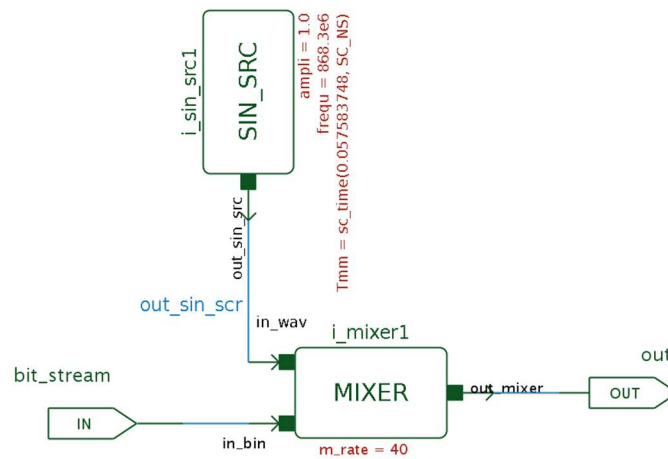 i_sin_src1
SIN_SRC
ampli = 1.0
frequ = 868.3e6
Tmm = sc_time(0.057583748, SC_NS)
out_sin_src
out_sin_scr
in_wav
i_mixer1
out
bit_stream
MIXER
out_mixer
OUT
IN
in_bin
m_rate = 40